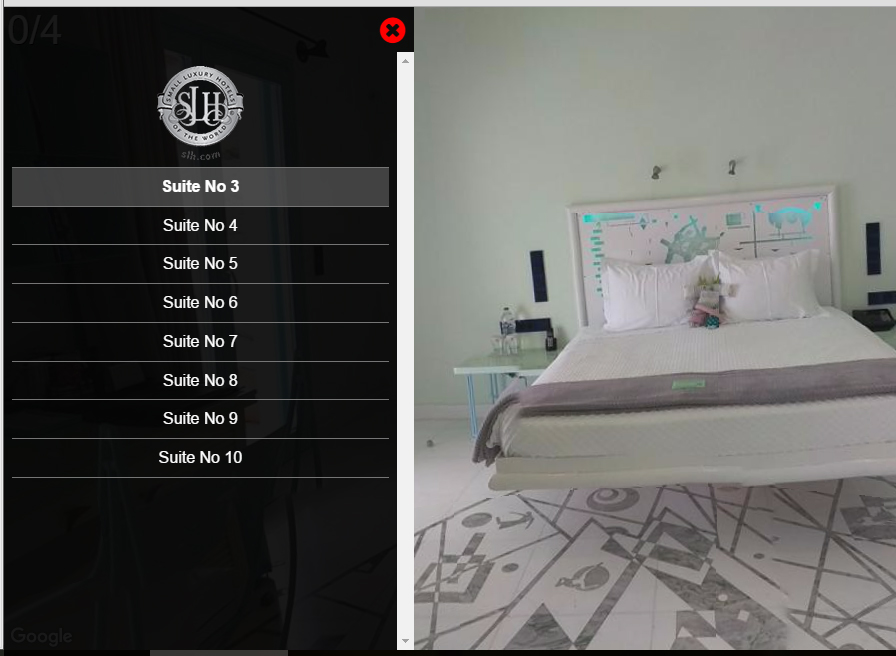 0/4
SMALL LUXURY HOTELS
SLH
OF THE WORLD
slh.com
Suite No 3
Suite No 4
Suite No 5
Suite No 6
Suite No 7
Suite No 8
Suite No 9
Suite No 10
Google